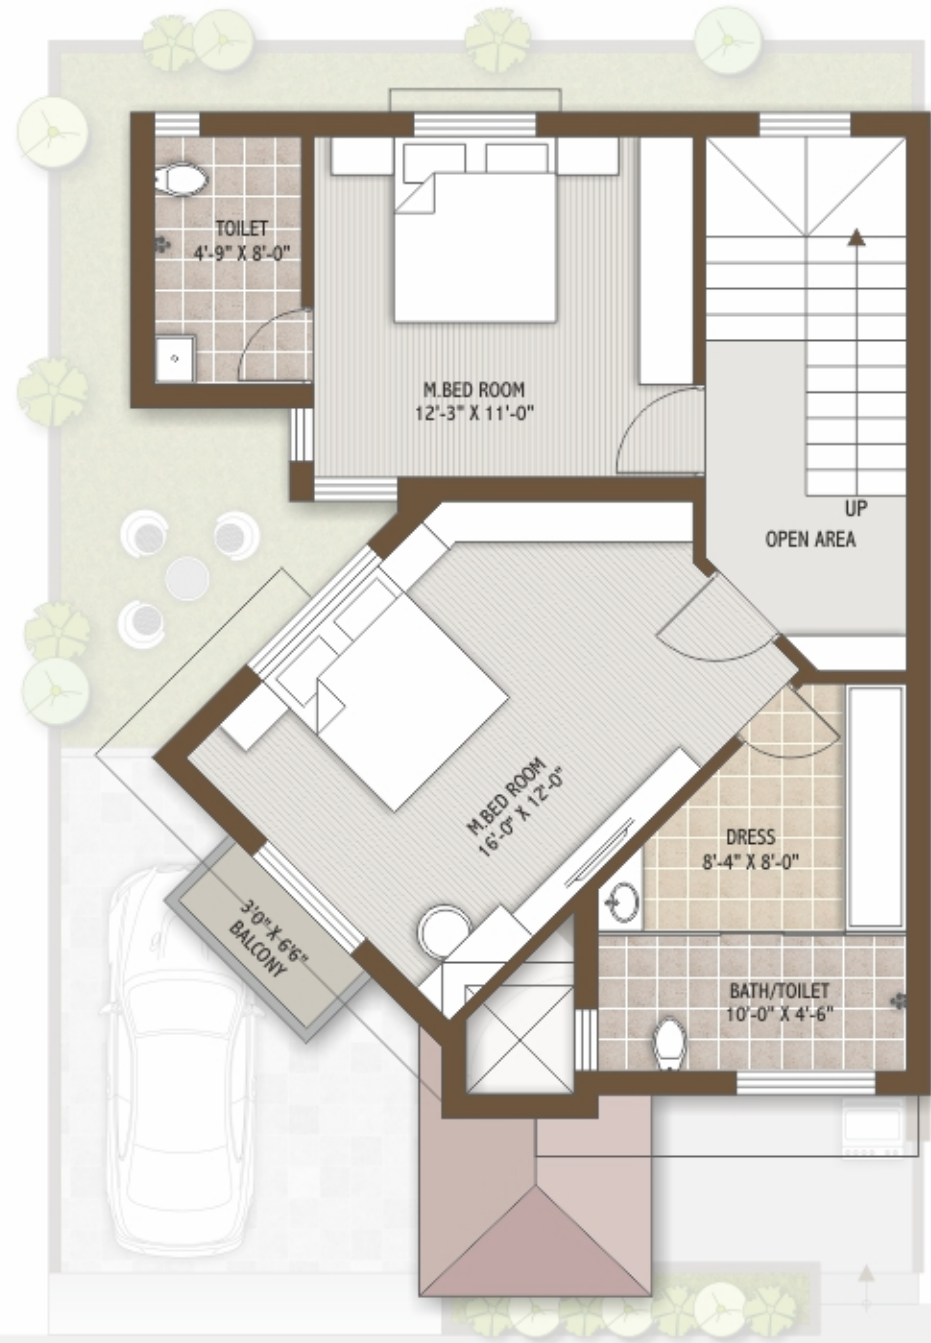 TOILET
4'-9" X 8'-0"
M.BED ROOM
12'-3" X 11'-0"
UP
OPEN AREA
M.BED ROOM
16'-0" X 12'-0"
DRESS
8'-4" X 8'-0"
3'0" X 6'6"
BALCONY
BATH/TOILET
10'-0" X 4'-6"